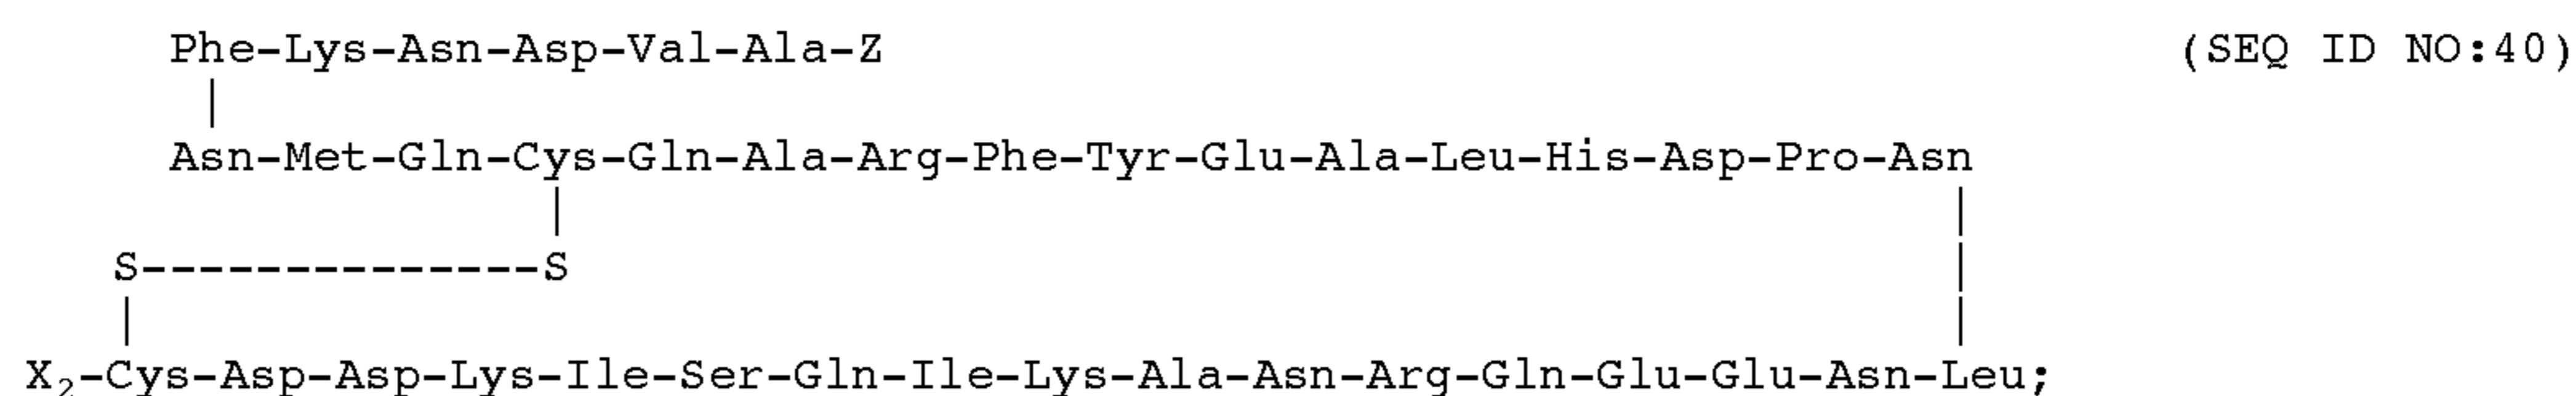 Phe-Lys-Asn-Asp-Val-Ala-Z (SEQ ID NO:40)
|
Asn-Met-Gln-Cys-Gln-Ala-Arg-Phe-Tyr-Glu-Ala-Leu-His-Asp-Pro-Asn
| |
S---------------S |
| |
X₂-Cys-Asp-Asp-Lys-Ile-Ser-Gln-Ile-Lys-Ala-Asn-Arg-Gln-Glu-Glu-Asn-Leu;